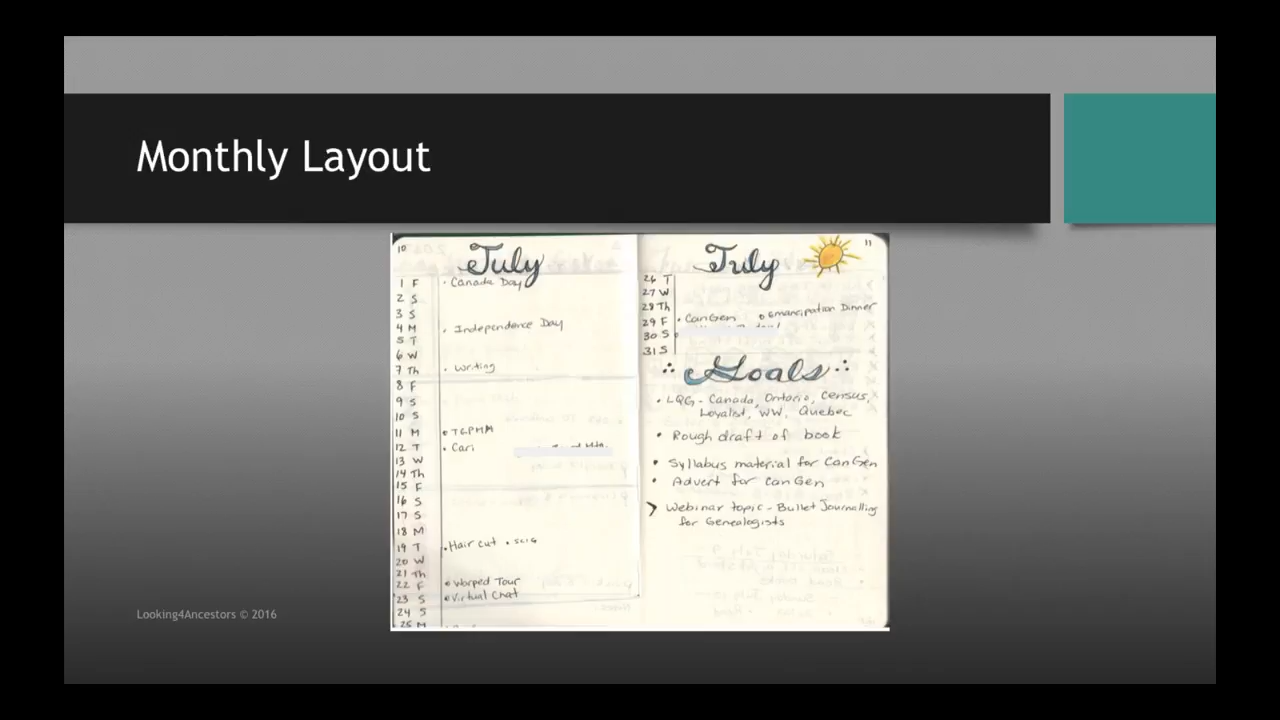 Monthly Layout
10
July
1 F · Canada Day
2 S
3 S
4 M · Independence Day
5 T
6 W
7 Th · Writing
8 F
9 S
10 S
11 M • TGPMM
12 T • Cari
13 W
14 Th
15 F
16 S
17 S
18 M
19 T • Hair cut • SCIG
20 W
21 Th
22 F • Warped Tour
23 S • Virtual Chat
24 S
25 M
July
11
26 T
27 W
28 Th
29 F • CanGen • Emancipation Dinner
30 S
31 S
Goals
• LQG - Canada, Ontario, Census,
Loyalist, WW, Quebec
• Rough draft of book
• Syllabus material for CanGen
• Advert for CanGen
> Webinar topic - Bullet Journalling
for Genealogists
Looking4Ancestors © 2016